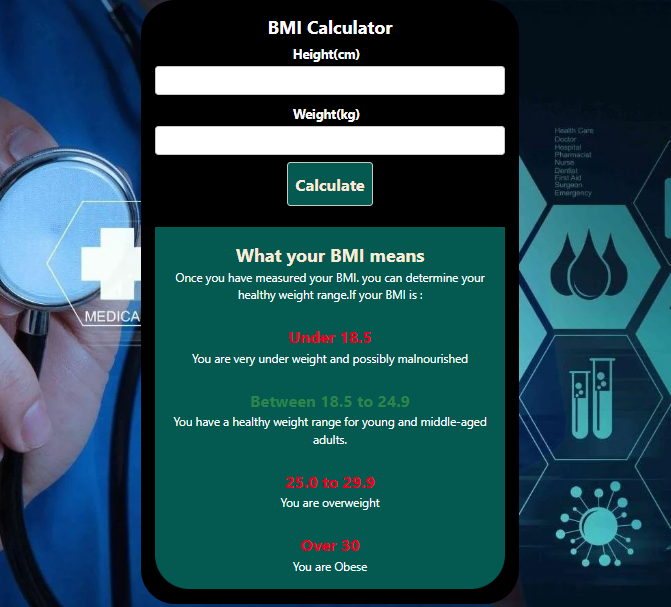 BMI Calculator
Height(cm)
Weight(kg)
Calculate
What your BMI means
Once you have measured your BMI. you can determine your
healthy weight range.If your BMI is :
Under 18.5
You are very under weight and possibly malnourished
Between 18.5 to 24.9
You have a healthy weight range for young and middle-aged
adults.
25.0 to 29.9
You are overweight
Over 30
You are Obese
MEDICA
Health Care
Doctor
Hospital
Pharmacist
Nurse
Dentist
First Aid
Surgeon
Emergency